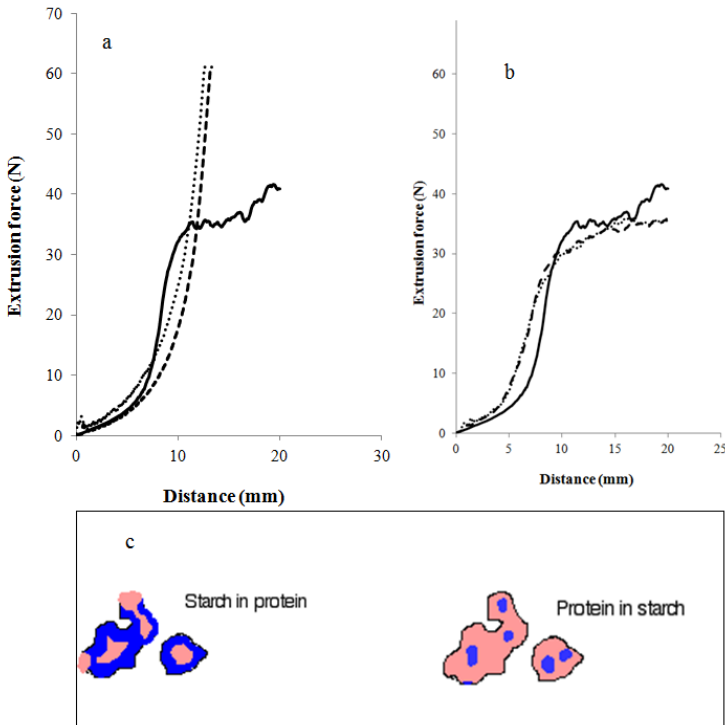 a
70
60
50
40
30
20
10
0
Extrusion force (N)
0 10 20 30
Distance (mm)
b
60
50
40
30
20
10
0
Extrusion force (N)
0 5 10 15 20 25
Distance (mm)
c
Starch in protein
Protein in starch